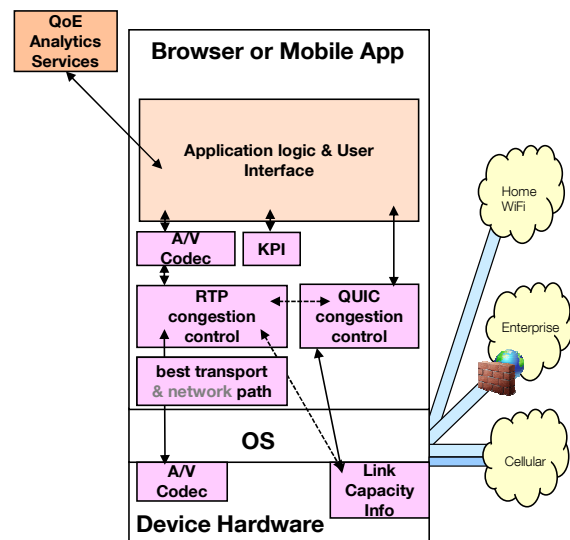 QoE
Analytics
Services
Browser or Mobile App
Application logic & User
Interface
A/V
Codec
KPI
RTP
congestion
control
QUIC
congestion
control
best transport
& network path
OS
A/V
Codec
Link
Capacity
Info
Device Hardware
Home
WiFi
Enterprise
Cellular